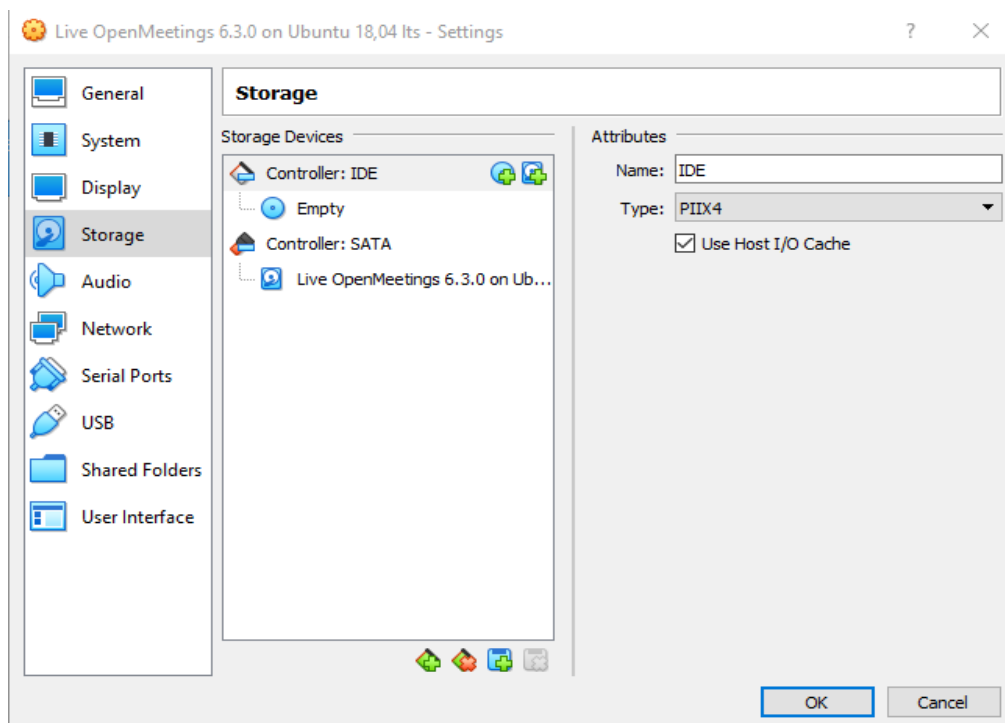 Live OpenMeetings 6.3.0 on Ubuntu 18,04 lts - Settings
?
General
System
Display
Storage
Audio
Network
Serial Ports
USB
Shared Folders
User Interface
Storage
Storage Devices
Controller: IDE
Empty
Controller: SATA
Live OpenMeetings 6.3.0 on Ub...
Attributes
Name: IDE
Type: PIIX4
Use Host I/O Cache
OK
Cancel